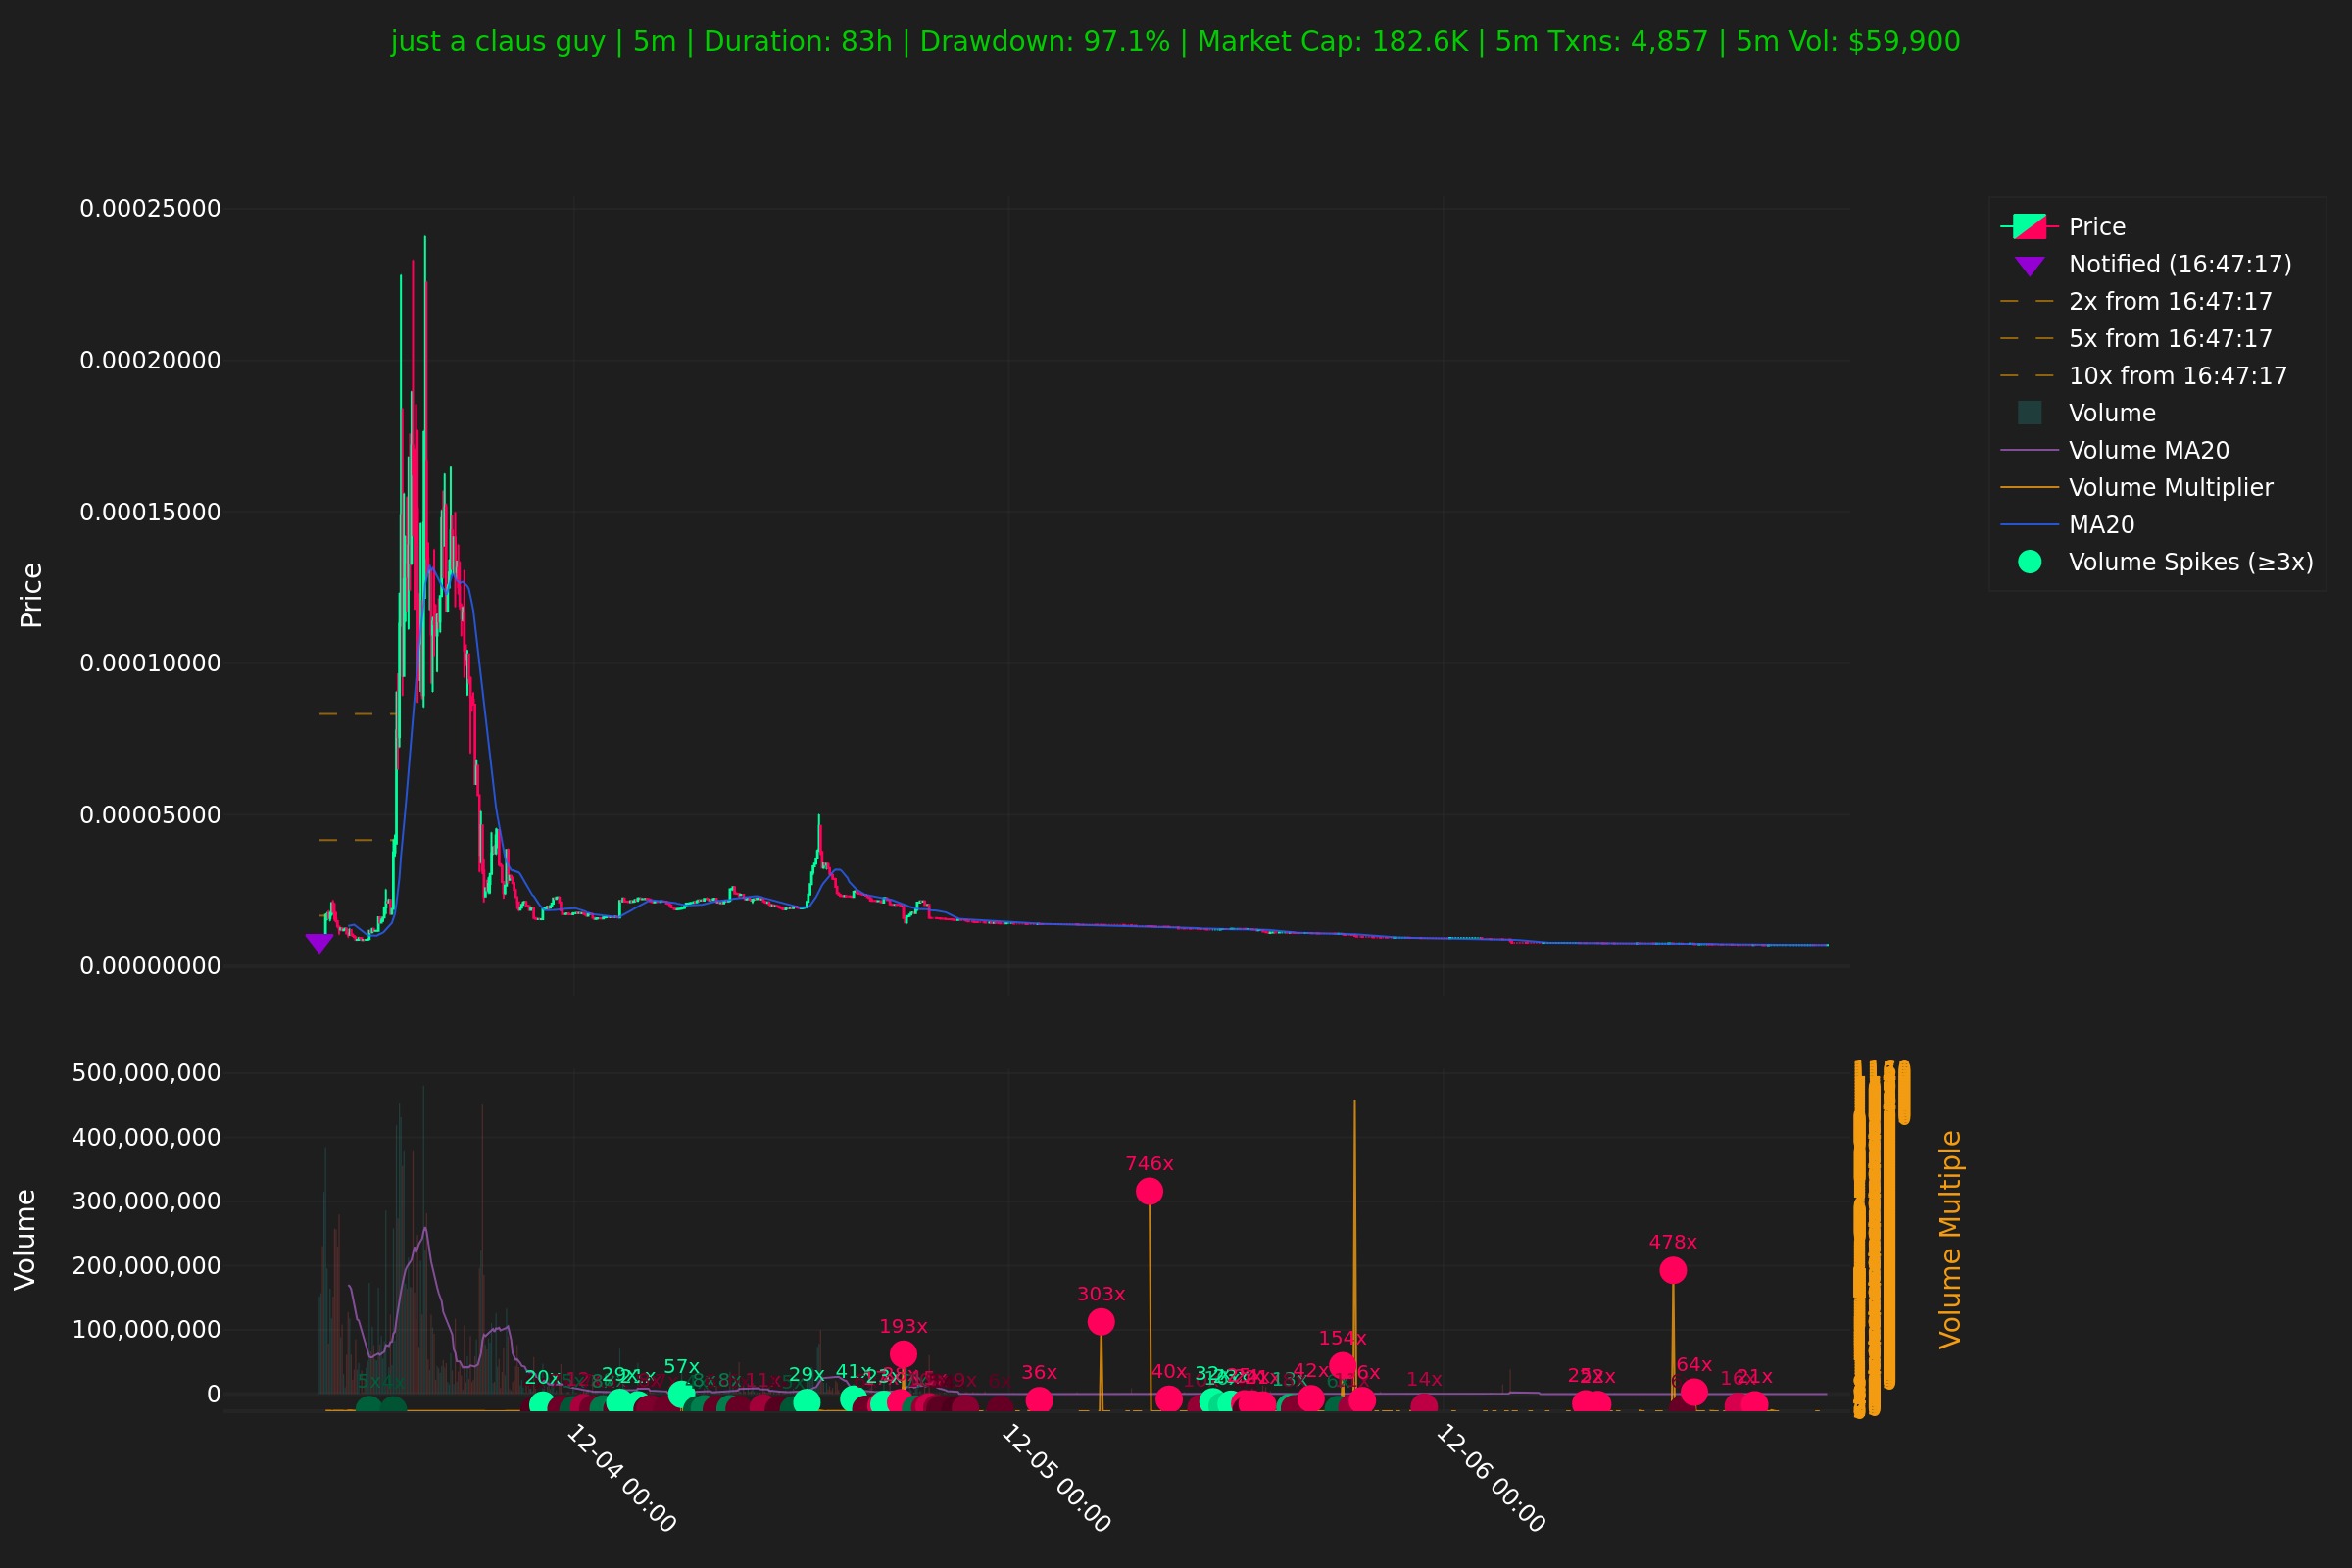 just a claus guy | 5m | Duration: 83h | Drawdown: 97.1% | Market Cap: 182.6K | 5m Txns: 4,857 | 5m Vol: $59,900
Price
0.00025000
0.00020000
0.00015000
0.00010000
0.00005000
0.00000000
Price
Notified (16:47:17)
2x from 16:47:17
5x from 16:47:17
10x from 16:47:17
Volume
Volume MA20
Volume Multiplier
MA20
Volume Spikes (≥3x)
Volume
500,000,000
400,000,000
300,000,000
200,000,000
100,000,000
0
746x
478x
303x
193x
154x
57x
64x
20x
29x
21x
11x
29x
41x
9x
36x
40x
42x
14x
21x
Volume Multiple
12-04 00:00
12-05 00:00
12-06 00:00